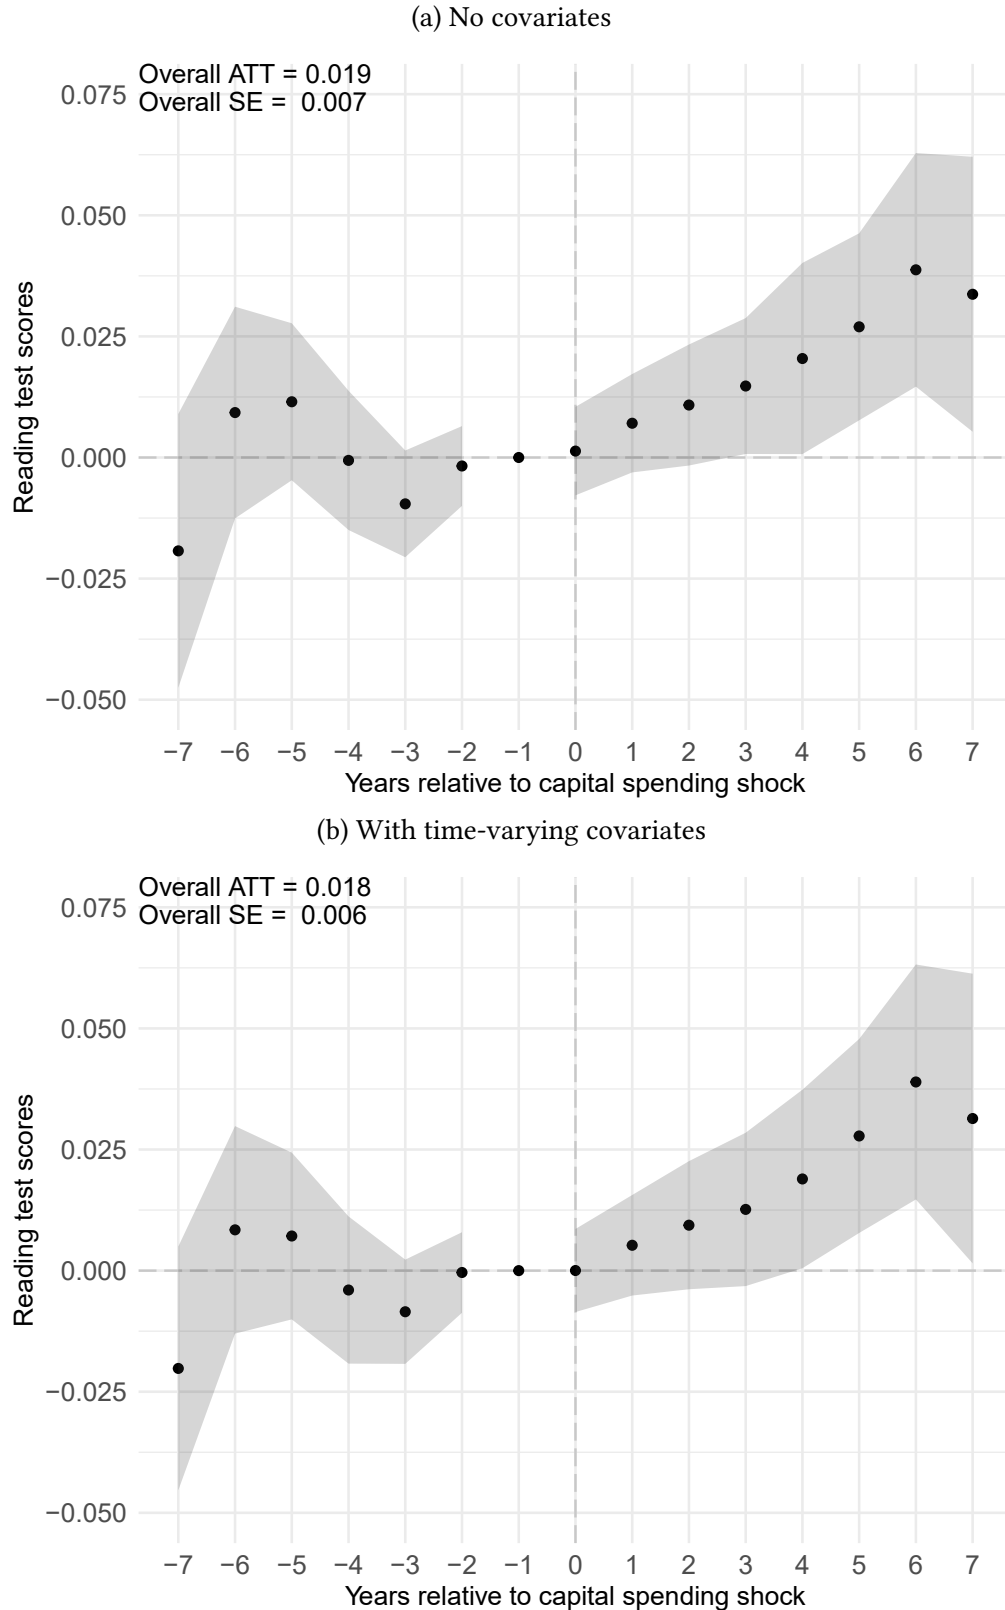 (a) No covariates
Overall ATT = 0.019
Overall SE =  0.007
0.075
0.050
0.025
0.000
−0.025
−0.050
Reading test scores
−7 −6 −5 −4 −3 −2 −1 0 1 2 3 4 5 6 7
Years relative to capital spending shock
(b) With time-varying covariates
Overall ATT = 0.018
Overall SE =  0.006
0.075
0.050
0.025
0.000
−0.025
−0.050
Reading test scores
−7 −6 −5 −4 −3 −2 −1 0 1 2 3 4 5 6 7
Years relative to capital spending shock